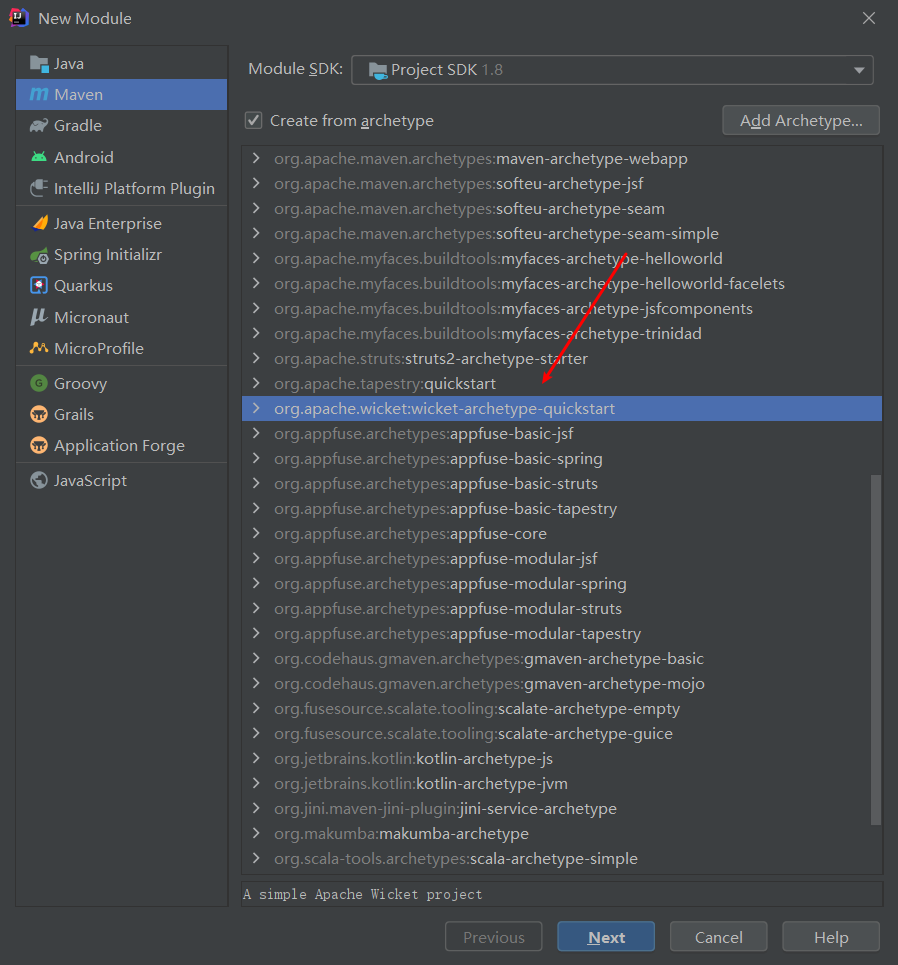 New Module
Java
Maven
Gradle
Android
IntelliJ Platform Plugin
Java Enterprise
Spring Initializr
Quarkus
Micronaut
MicroProfile
Groovy
Grails
Application Forge
JavaScript
Module SDK: Project SDK 1.8
Create from archetype
Add Archetype...
org.apache.maven.archetypes:maven-archetype-webapp
org.apache.maven.archetypes:softeu-archetype-jsf
org.apache.maven.archetypes:softeu-archetype-seam
org.apache.maven.archetypes:softeu-archetype-seam-simple
org.apache.myfaces.buildtools:myfaces-archetype-helloworld
org.apache.myfaces.buildtools:myfaces-archetype-helloworld-facelets
org.apache.myfaces.buildtools:myfaces-archetype-jsfcomponents
org.apache.myfaces.buildtools:myfaces-archetype-trinidad
org.apache.struts:struts2-archetype-starter
org.apache.tapestry:quickstart
org.apache.wicket:wicket-archetype-quickstart
org.appfuse.archetypes:appfuse-basic-jsf
org.appfuse.archetypes:appfuse-basic-spring
org.appfuse.archetypes:appfuse-basic-struts
org.appfuse.archetypes:appfuse-basic-tapestry
org.appfuse.archetypes:appfuse-core
org.appfuse.archetypes:appfuse-modular-jsf
org.appfuse.archetypes:appfuse-modular-spring
org.appfuse.archetypes:appfuse-modular-struts
org.appfuse.archetypes:appfuse-modular-tapestry
org.codehaus.gmaven.archetypes:gmaven-archetype-basic
org.codehaus.gmaven.archetypes:gmaven-archetype-mojo
org.fusesource.scalate.tooling:scalate-archetype-empty
org.fusesource.scalate.tooling:scalate-archetype-guice
org.jetbrains.kotlin:kotlin-archetype-js
org.jetbrains.kotlin:kotlin-archetype-jvm
org.jini.maven-jini-plugin:jini-service-archetype
org.makumba:makumba-archetype
org.scala-tools.archetypes:scala-archetype-simple
A simple Apache Wicket project
Previous
Next
Cancel
Help